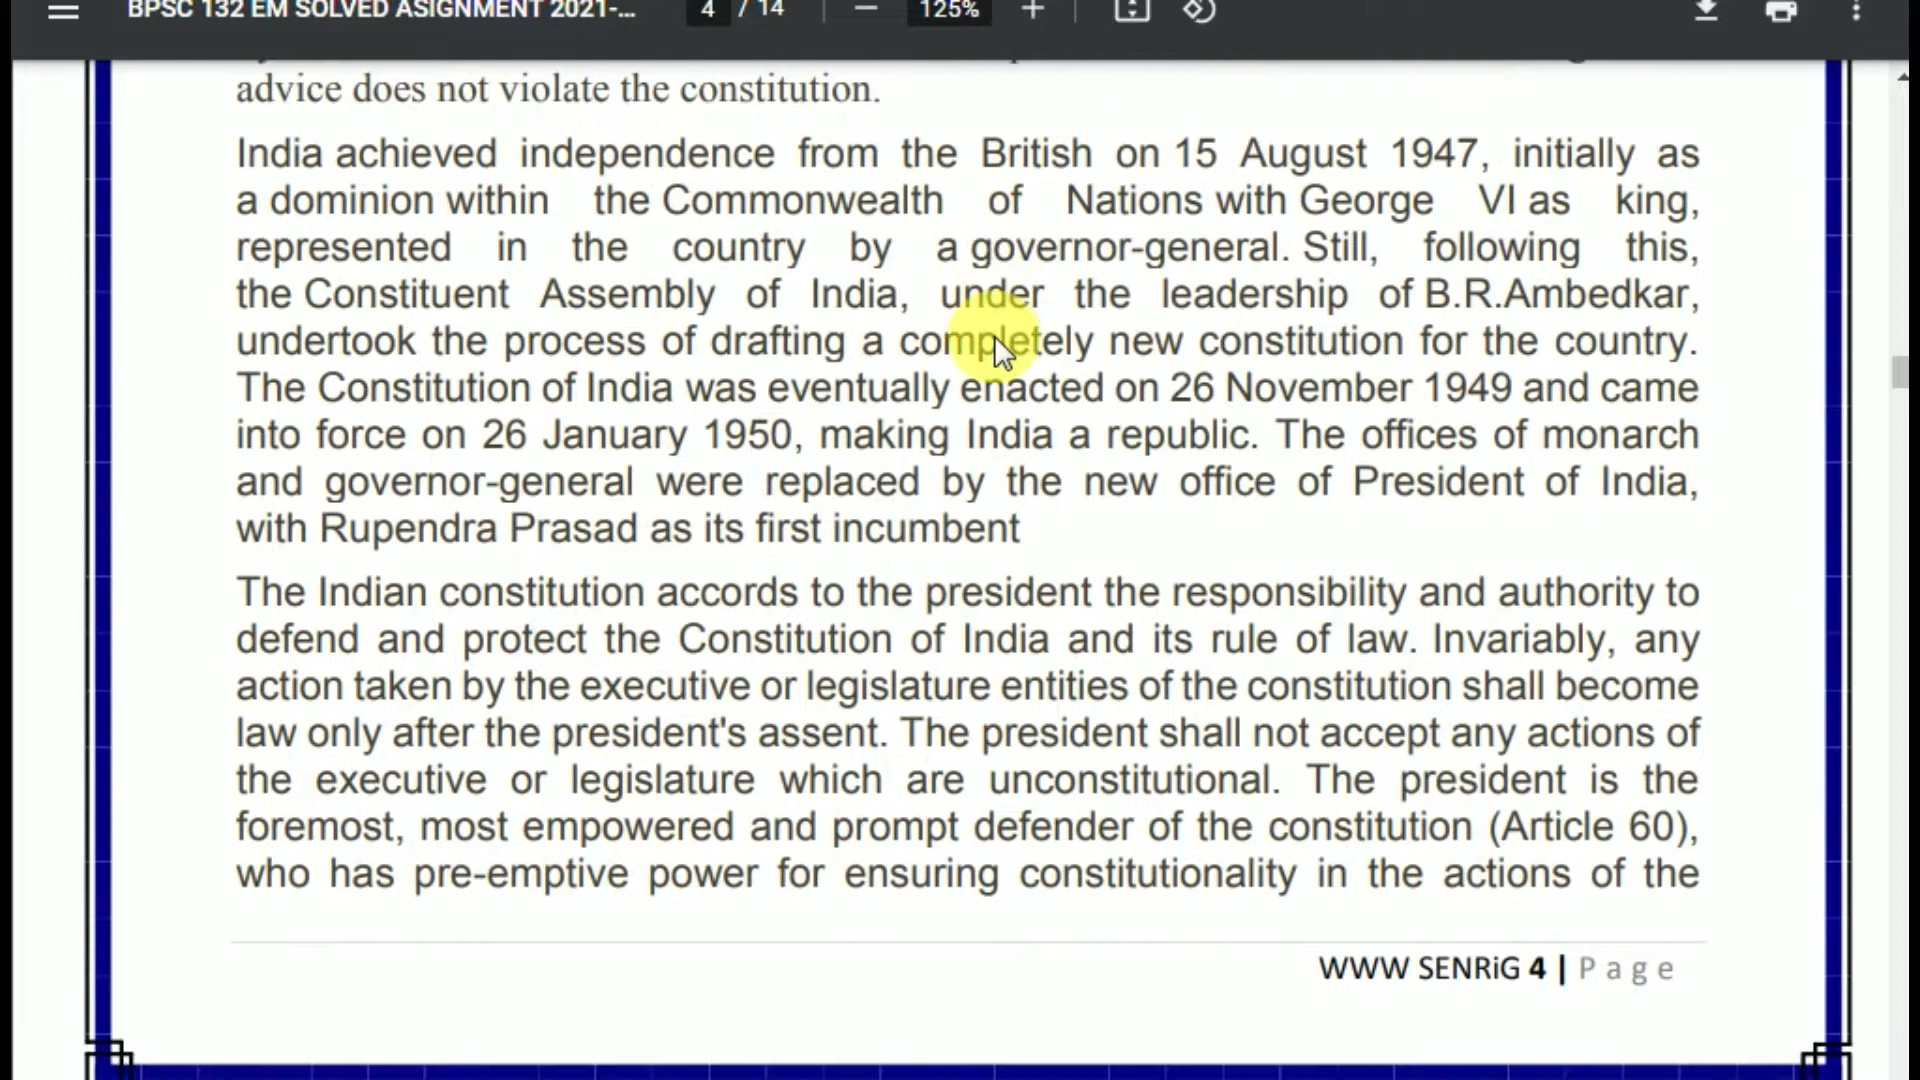 BPSC 132 EM SOLVED ASIGNMENT 2021-... 4 / 14 125%
advice does not violate the constitution.
India achieved independence from the British on 15 August 1947, initially as
a dominion within the Commonwealth of Nations with George VI as king,
represented in the country by a governor-general. Still, following this,
the Constituent Assembly of India, under the leadership of B.R.Ambedkar,
undertook the process of drafting a completely new constitution for the country.
The Constitution of India was eventually enacted on 26 November 1949 and came
into force on 26 January 1950, making India a republic. The offices of monarch
and governor-general were replaced by the new office of President of India,
with Rupendra Prasad as its first incumbent
The Indian constitution accords to the president the responsibility and authority to
defend and protect the Constitution of India and its rule of law. Invariably, any
action taken by the executive or legislature entities of the constitution shall become
law only after the president's assent. The president shall not accept any actions of
the executive or legislature which are unconstitutional. The president is the
foremost, most empowered and prompt defender of the constitution (Article 60),
who has pre-emptive power for ensuring constitutionality in the actions of the
WWW SENRiG 4 | Page